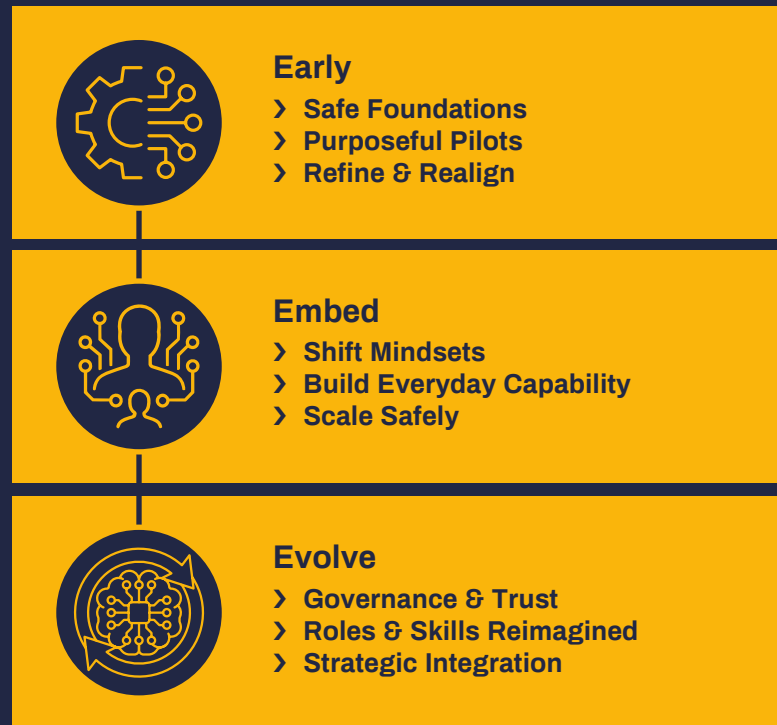 Early
› Safe Foundations
› Purposeful Pilots
› Refine & Realign
Embed
› Shift Mindsets
› Build Everyday Capability
› Scale Safely
Evolve
› Governance & Trust
› Roles & Skills Reimagined
› Strategic Integration